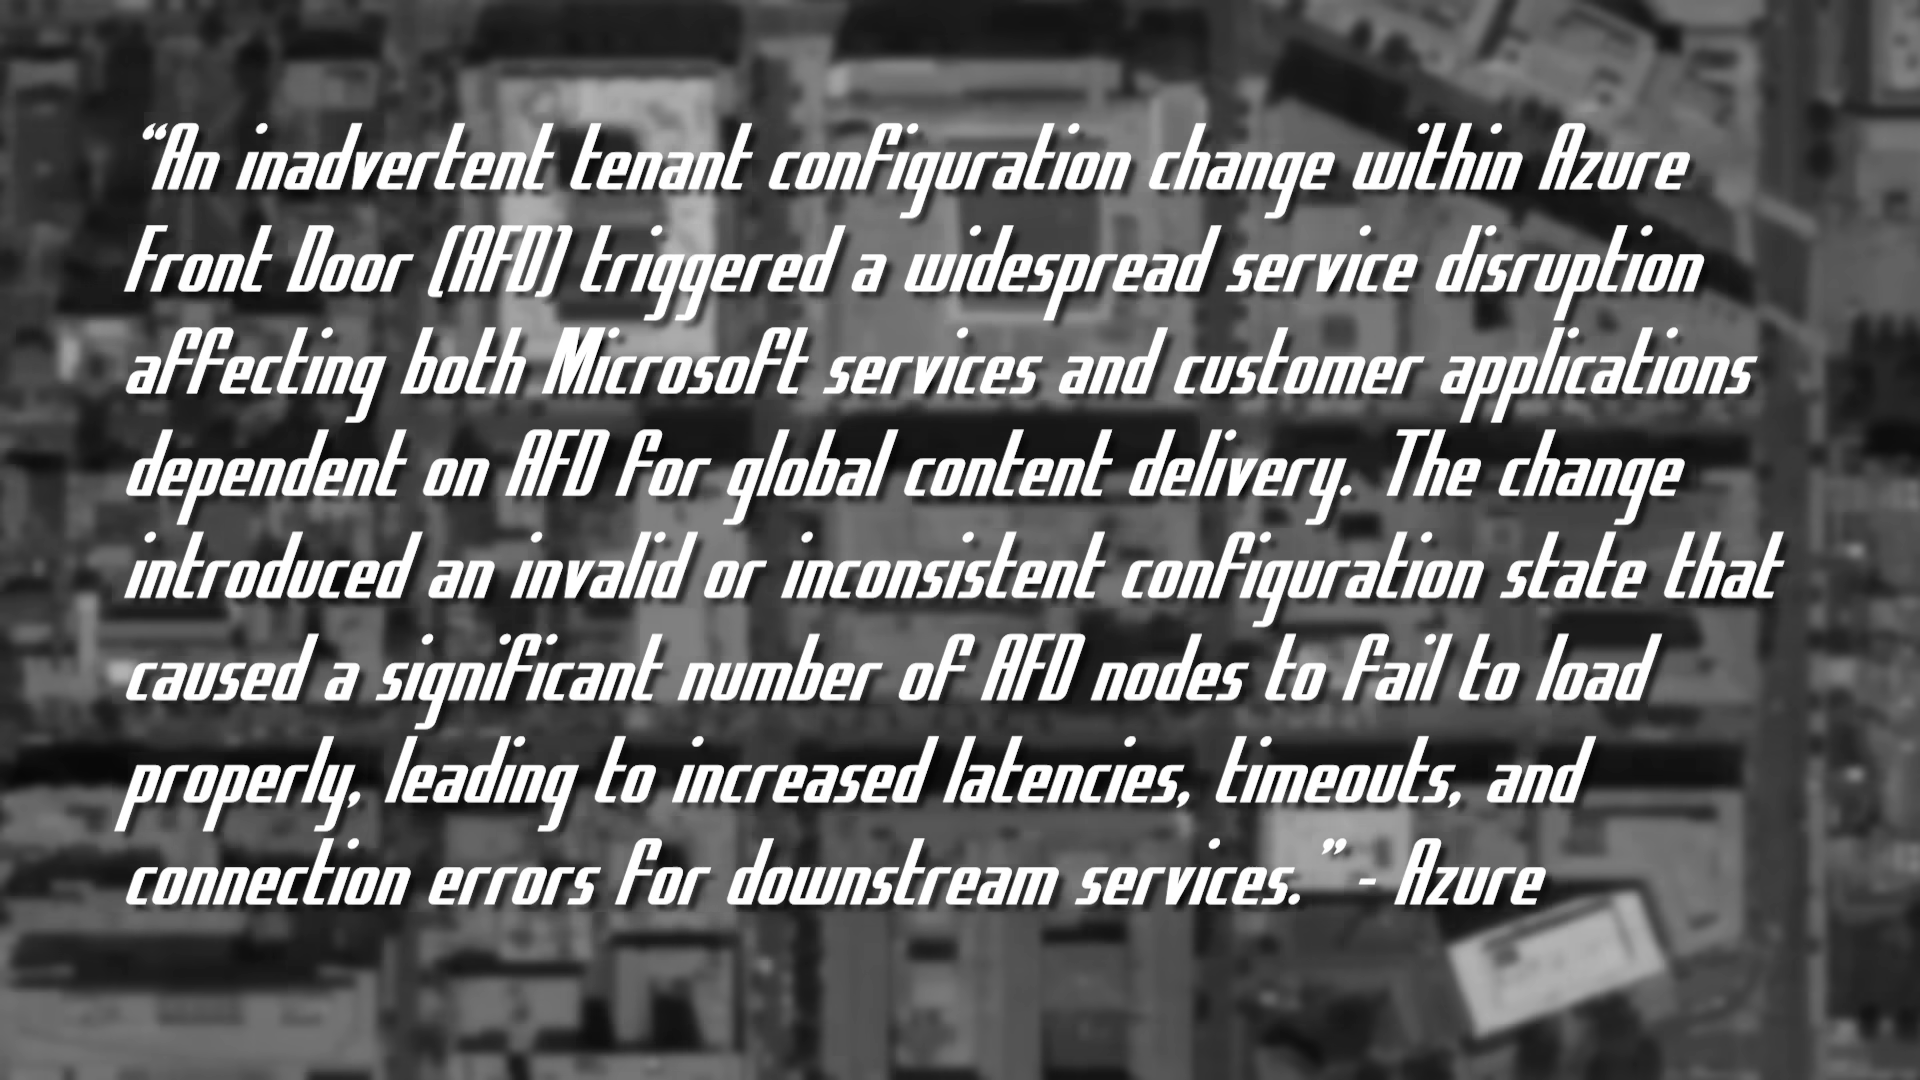 “An inadvertent tenant configuration change within Azure
Front Door (AFD) triggered a widespread service disruption
affecting both Microsoft services and customer applications
dependent on AFD for global content delivery. The change
introduced an invalid or inconsistent configuration state that
caused a significant number of AFD nodes to fail to load
properly, leading to increased latencies, timeouts, and
connection errors for downstream services.” - Azure